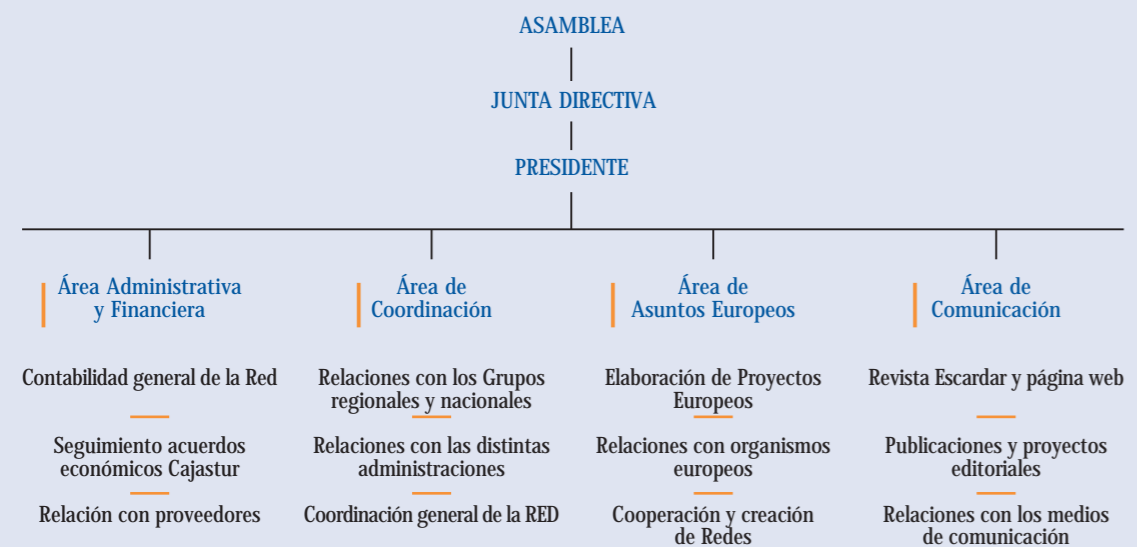 ASAMBLEA
JUNTA DIRECTIVA
PRESIDENTE
Área Administrativa
y Financiera
Contabilidad general de la Red
Seguimiento acuerdos
económicos Cajastur
Relación con proveedores
Área de
Coordinación
Relaciones con los Grupos
regionales y nacionales
Relaciones con las distintas
administraciones
Coordinación general de la RED
Área de
Asuntos Europeos
Elaboración de Proyectos
Europeos
Relaciones con organismos
europeos
Cooperación y creación
de Redes
Área de
Comunicación
Revista Escardar y página web
Publicaciones y proyectos
editoriales
Relaciones con los medios
de comunicación